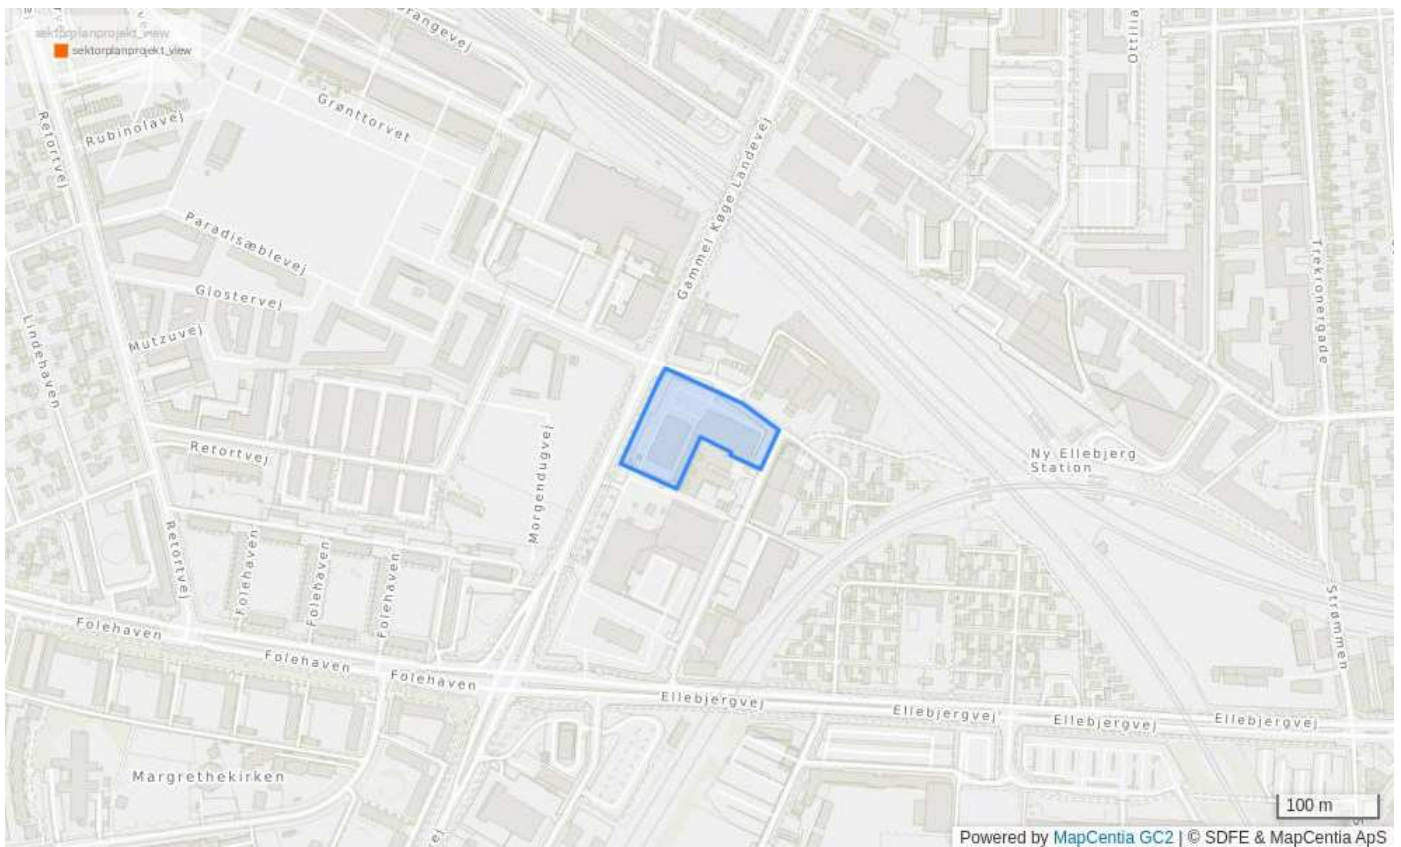 sektorplanprojekt_view
sektorplanprojekt_view
Retortvej
Rubinolavej
Grønttorvet
Gammel Køge Landevej
Ottilia
Paradisæblevej
Glostervej
Mutzuvej
Lindehaven
Trekronergade
Retortvej
Morgendugvej
Ny Ellebjerg
Station
Retortvej
Folehaven
Folehaven
Folehaven
Strømmen
Folehaven
Folehaven
Folehaven
Ellebjergvej
Ellebjergvej
Ellebjergvej
Ellebjergvej
Margrethekirken
100 m
Powered by MapCentia GC2 | © SDFE & MapCentia ApS